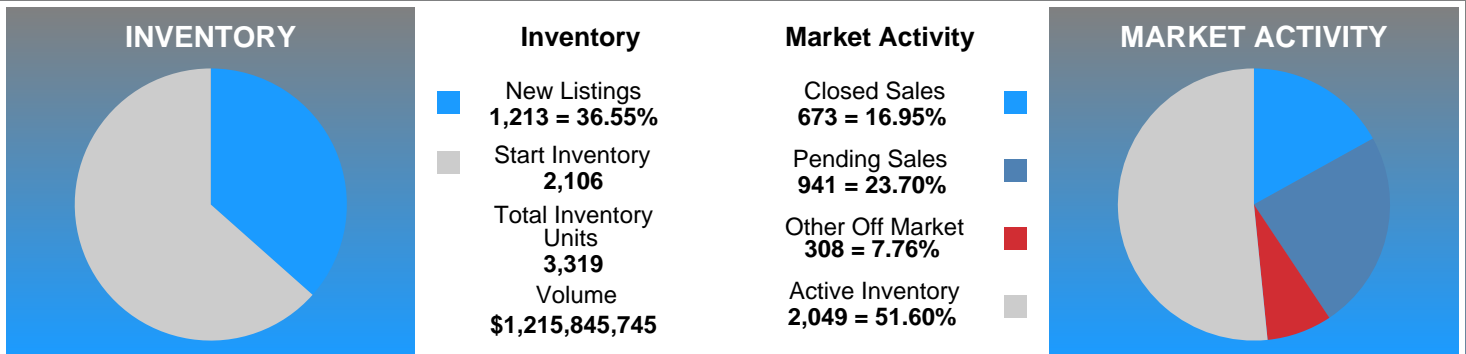 INVENTORY
Inventory
New Listings
1,213 = 36.55%
Start Inventory
2,106
Total Inventory
Units
3,319
Volume
$1,215,845,745
Market Activity
Closed Sales
673 = 16.95%
Pending Sales
941 = 23.70%
Other Off Market
308 = 7.76%
Active Inventory
2,049 = 51.60%
MARKET ACTIVITY